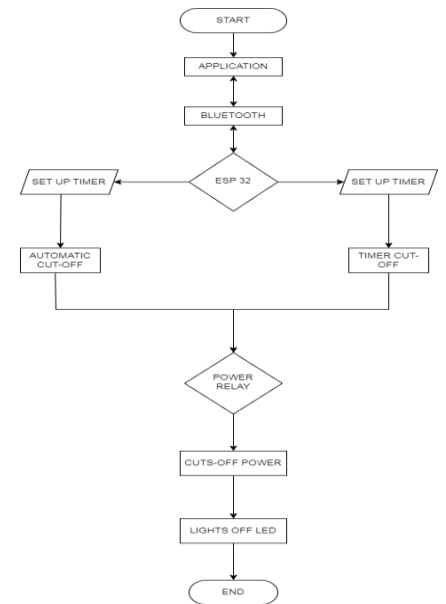 START
APPLICATION
BLUETOOTH
SET UP TIMER
ESP 32
SET UP TIMER
AUTOMATIC
CUT-OFF
TIMER CUT-
OFF
POWER
RELAY
CUTS-OFF POWER
LIGHTS OFF LED
END